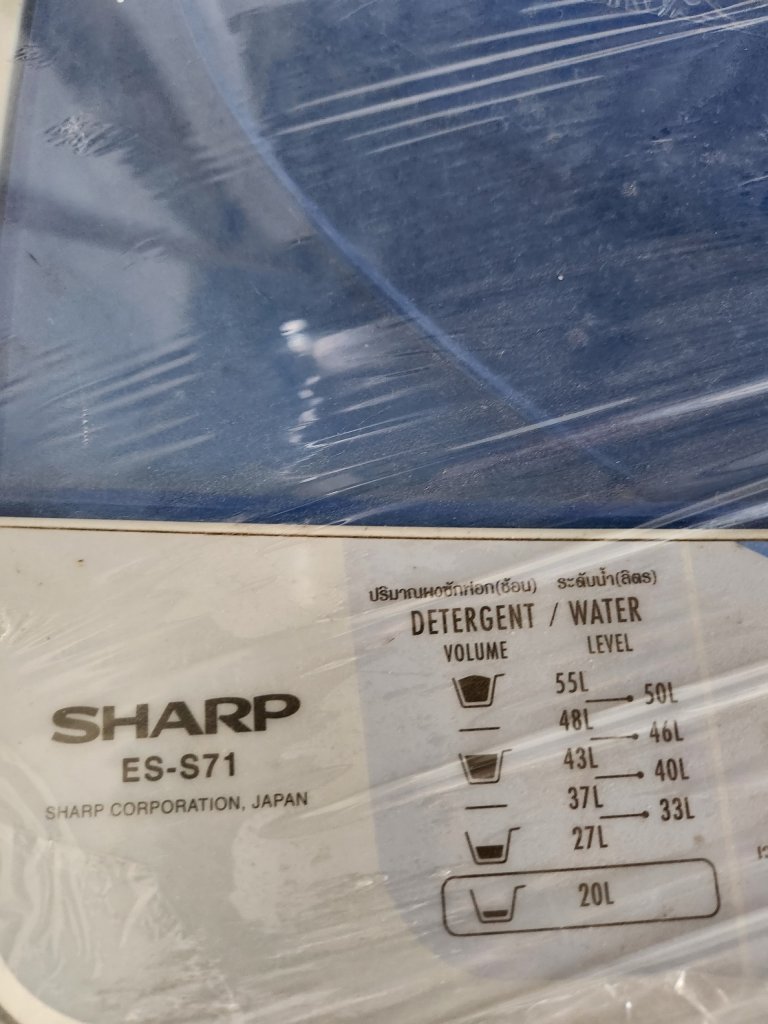 ปริมาณผงซักฟอก(ช้อน) ระดับน้ำ(ลิตร)
DETERGENT / WATER
VOLUME LEVEL
55L
50L
48L
46L
43L
40L
37L
33L
27L
20L
SHARP
ES-S71
SHARP CORPORATION, JAPAN